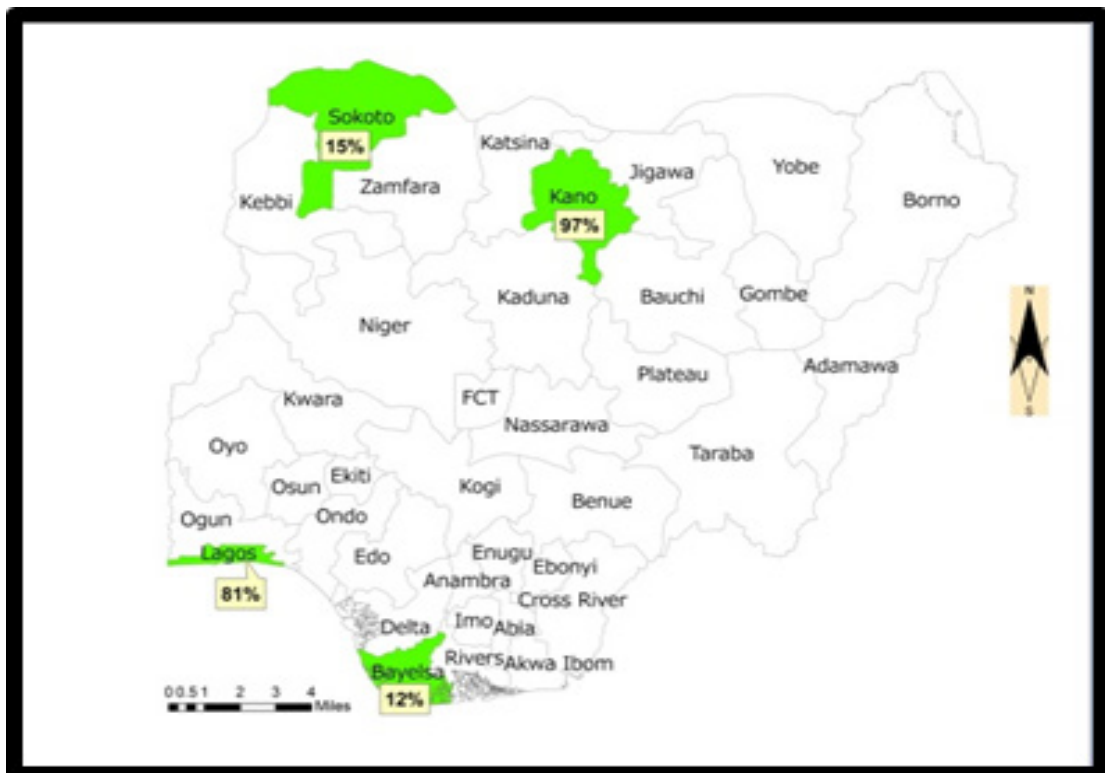 Sokoto
15%
Katsina
Jigawa
Yobe
Zamfara
Kebbi
Kano
97%
Borno
N
Kaduna
Bauchi
Gombe
Niger
Plateau
Adamawa
S
Kwara
FCT
Nassarawa
Oyo
Taraba
Osun
Ekiti
Kogi
Benue
Ogun
Ondo
Lagos
81%
Edo
Enugu
Ebonyi
Anambra
Cross River
Delta
Imo
Abia
Rivers
Akwa Ibom
Bayelsa
12%
0 0.5 1 2 3 4
Miles